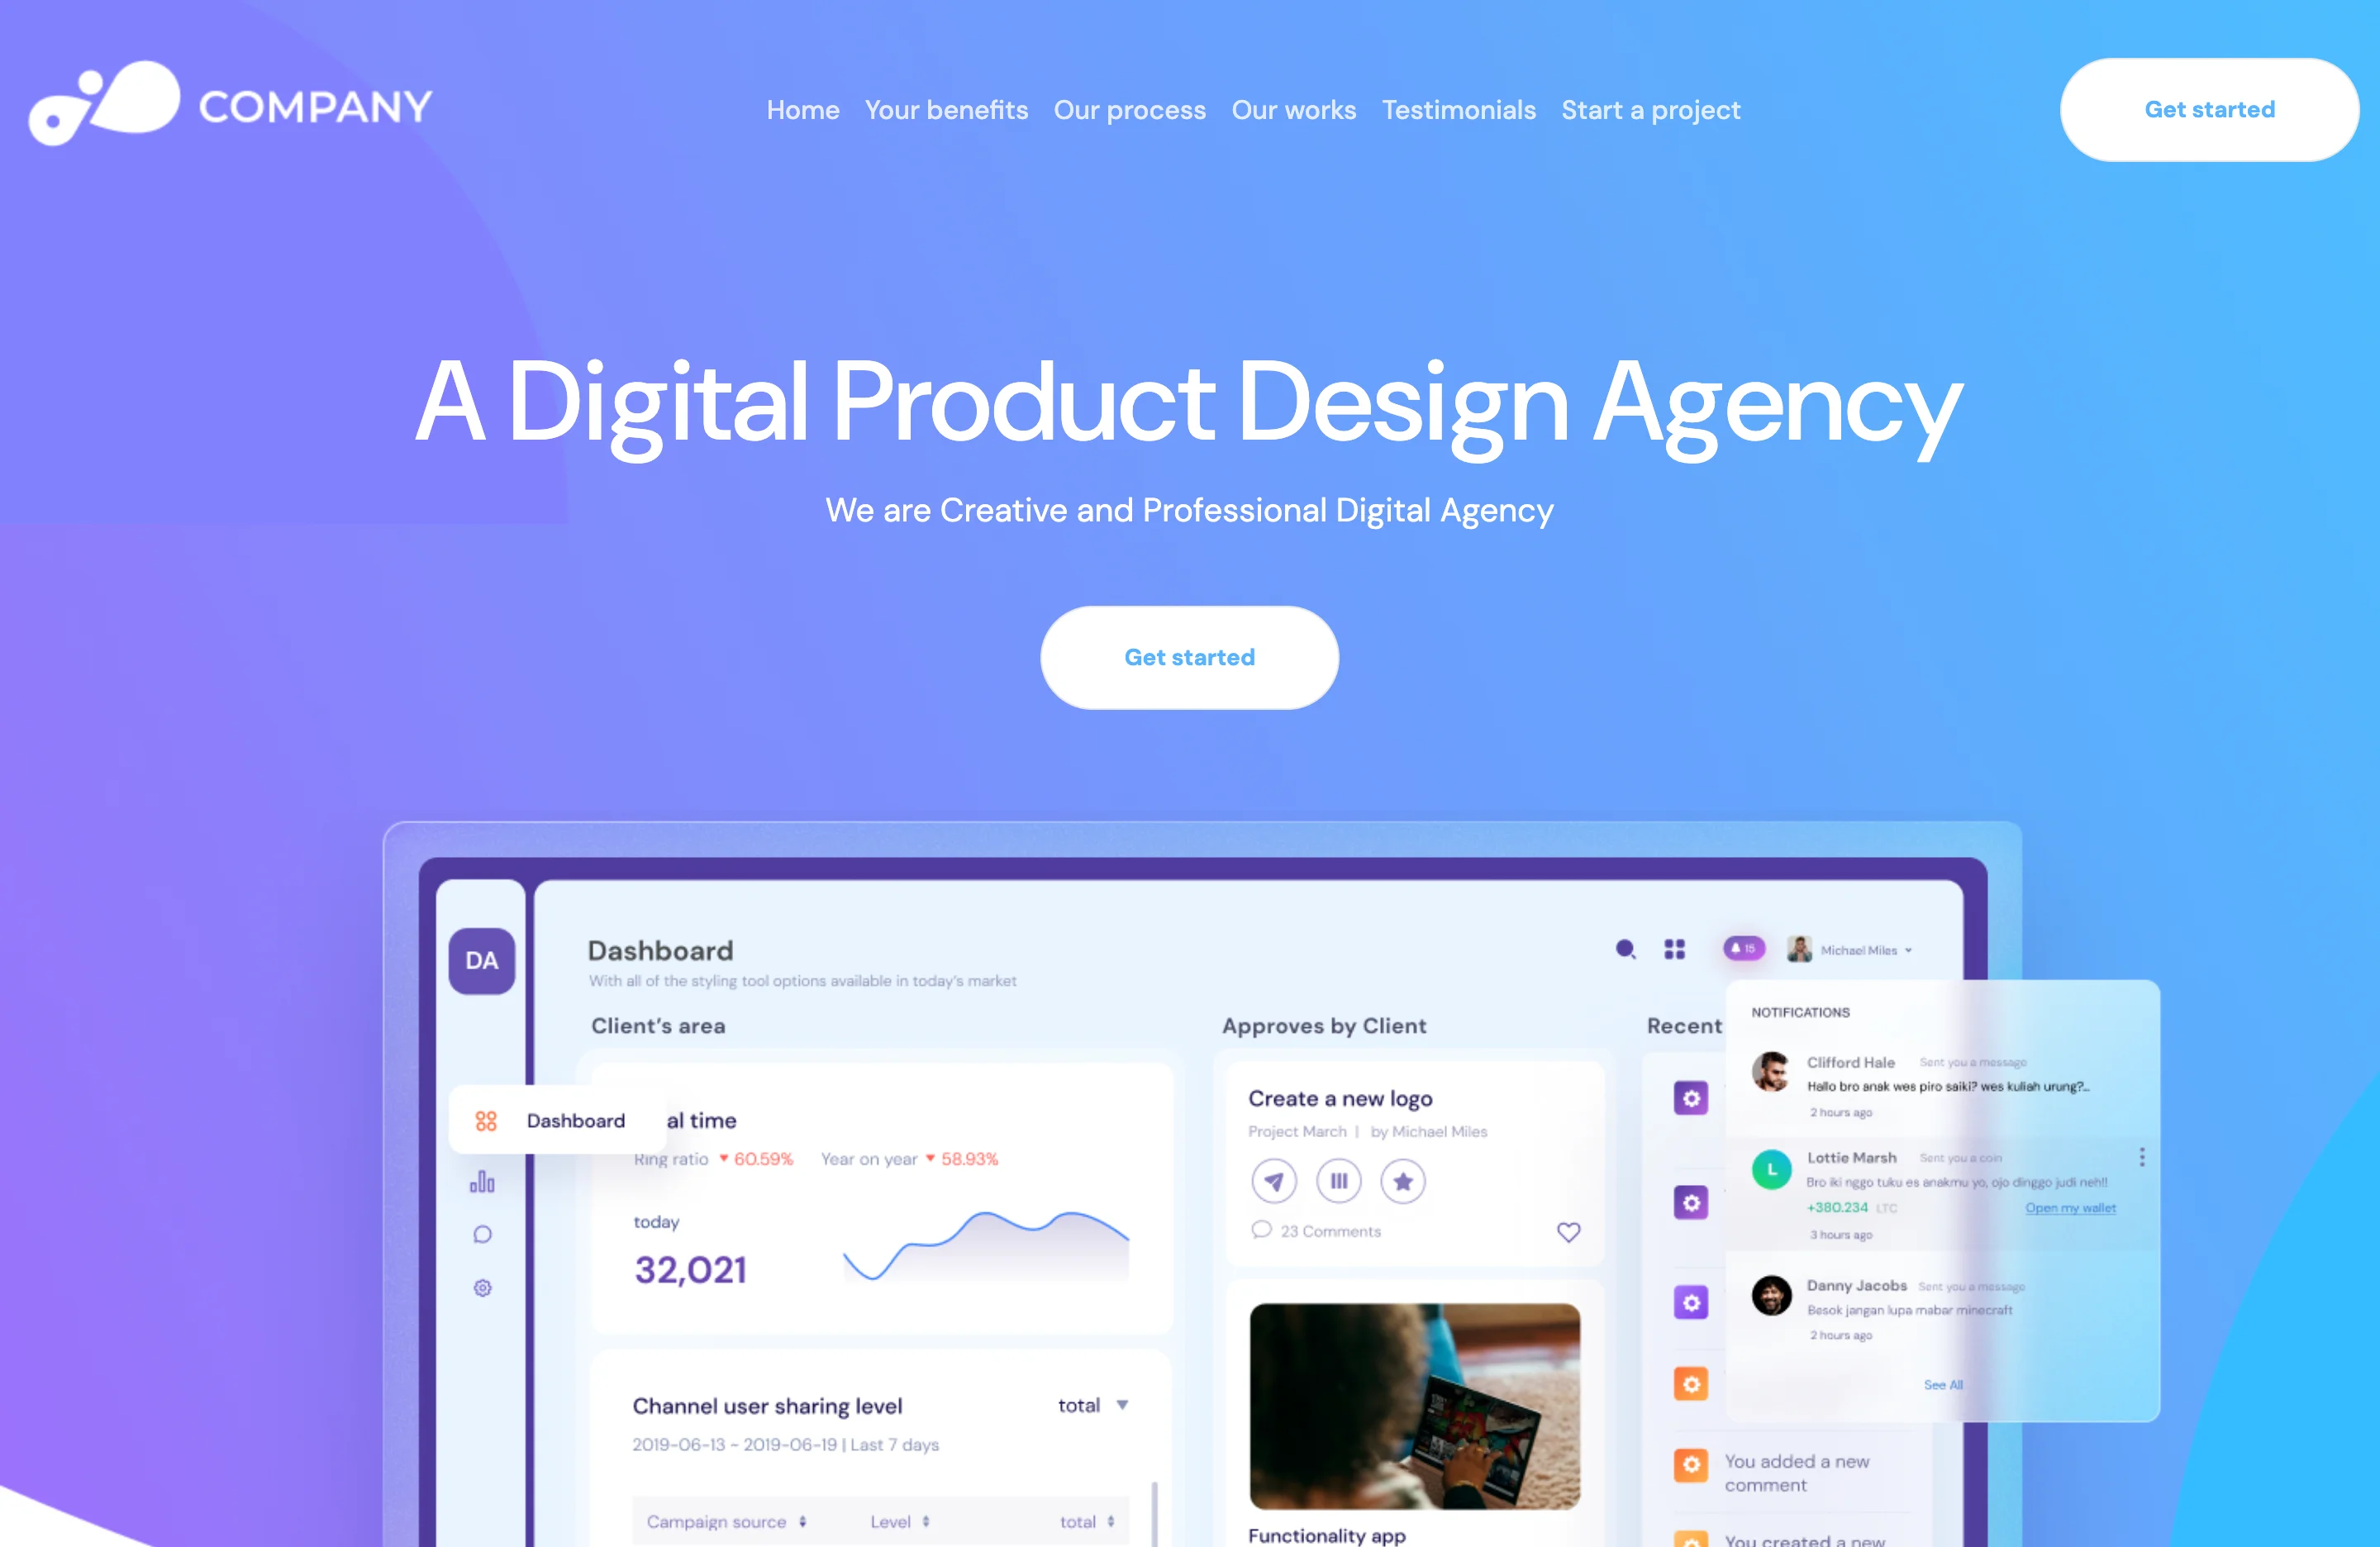 COMPANY
Home Your benefits Our process Our works Testimonials Start a project
Get started
A Digital Product Design Agency
We are Creative and Professional Digital Agency
Get started
DA
Dashboard
With all of the styling tool options available in today's market
15
Michael Miles
Client's area
Approves by Client
Recent
Dashboard
al time
Ring ratio 60.59% Year on year 58.93%
today
32,021
Channel user sharing level total
2019-06-13 ~ 2019-06-19 | Last 7 days
Campaign source Level total
Create a new logo
Project March | by Michael Miles
23 Comments
Functionality app
NOTIFICATIONS
Clifford Hale Sent you a message
Hallo bro anak wes piro saiki? wes kuliah urung?...
2 hours ago
L
Lottie Marsh Sent you a coin
Bro iki nggo tuku es anakmu yo, ojo dinggo judi neh!!
+380.234 LTC Open my wallet
3 hours ago
Danny Jacobs Sent you a message
Besok jangan lupa mabar minecraft
2 hours ago
See All
You added a new
comment
You created a new